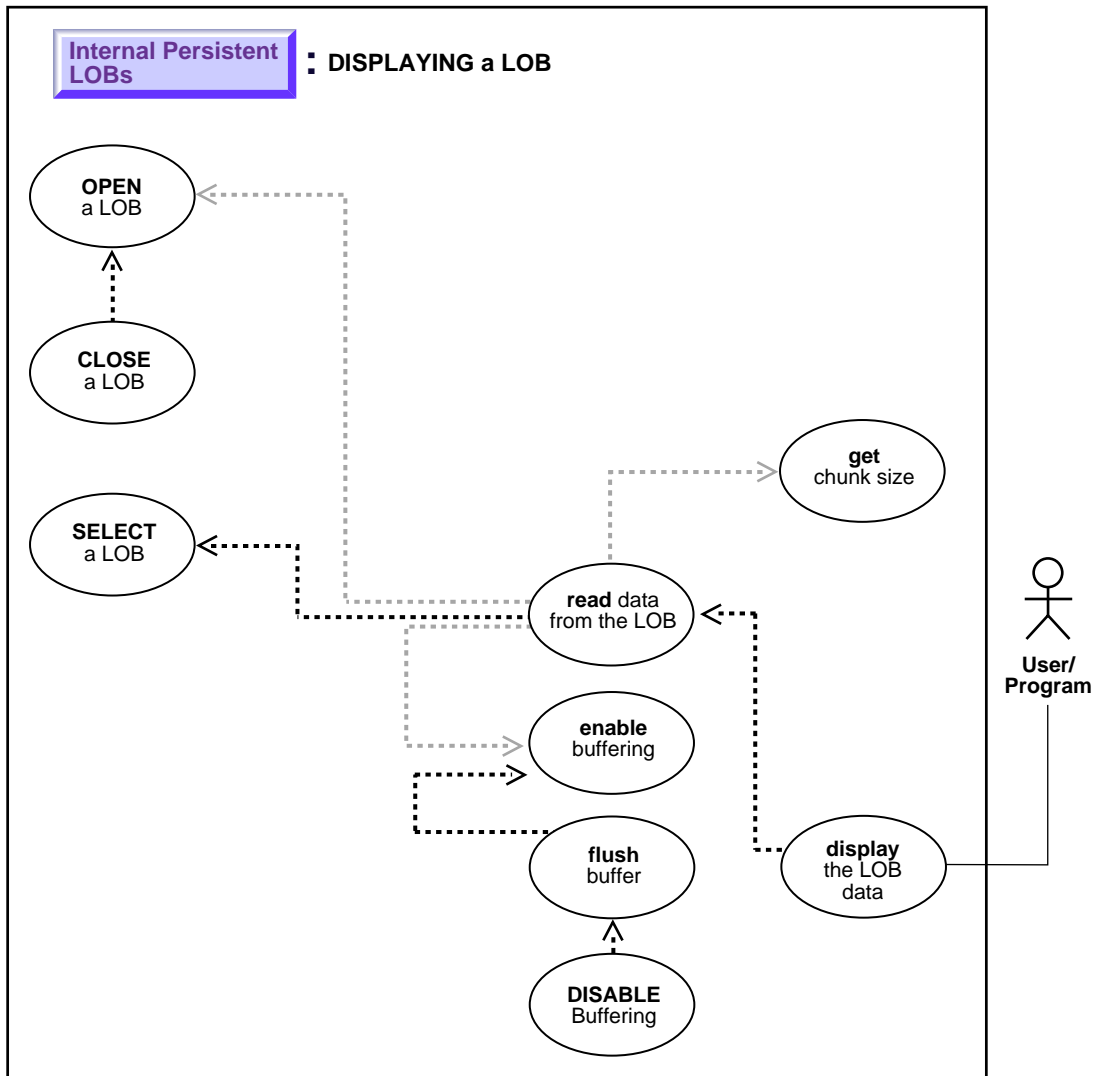 Internal Persistent
LOBs
: DISPLAYING a LOB
OPEN
a LOB
CLOSE
a LOB
get
chunk size
SELECT
a LOB
read data
from the LOB
User/
Program
enable
buffering
flush
buffer
display
the LOB
data
DISABLE
Buffering